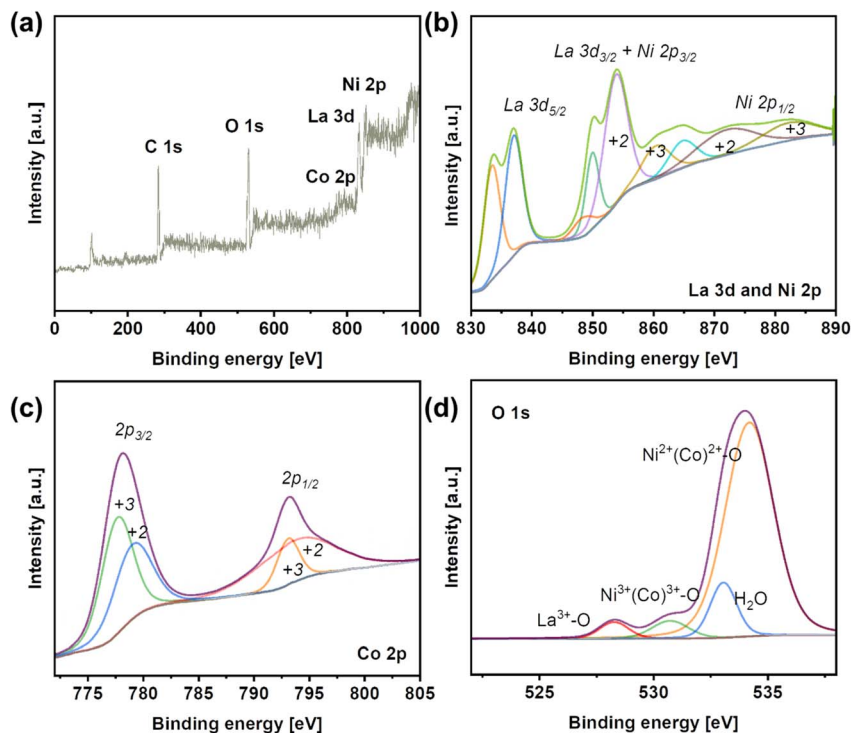 (a)
Ni 2p
La 3d
O 1s
C 1s
Co 2p
Intensity [a.u.]
0 200 400 600 800 1000
Binding energy [eV]
(b)
La 3d3/2 + Ni 2p3/2
La 3d5/2
Ni 2p1/2
+2
+3
+2
+3
Intensity [a.u.]
La 3d and Ni 2p
830 840 850 860 870 880 890
Binding energy [eV]
(c)
2p3/2
2p1/2
+3
+2
+2
+3
Intensity [a.u.]
Co 2p
775 780 785 790 795 800 805
Binding energy [eV]
(d)
O 1s
Ni2+(Co)2+-O
Ni3+(Co)3+-O
La3+-O
H2O
Intensity [a.u.]
525 530 535
Binding energy [eV]